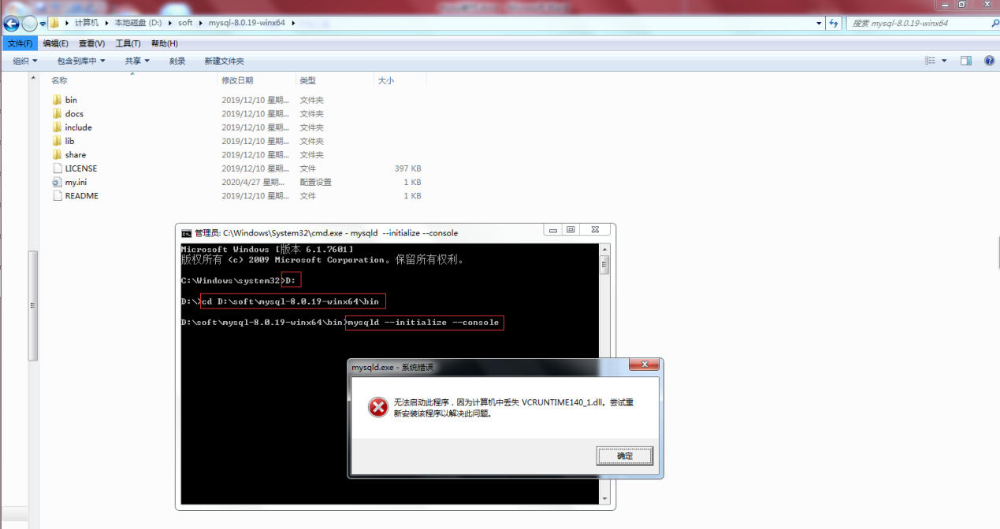 计算机 ▸ 本地磁盘 (D:) ▸ soft ▸ mysql-8.0.19-winx64 ▸
搜索 mysql-8.0.19-winx64
文件(F) 编辑(E) 查看(V) 工具(T) 帮助(H)
组织 包含到库中 共享 刻录 新建文件夹
名称 修改日期 类型 大小
bin 2019/12/10 星期... 文件夹
docs 2019/12/10 星期... 文件夹
include 2019/12/10 星期... 文件夹
lib 2019/12/10 星期... 文件夹
share 2019/12/10 星期... 文件夹
LICENSE 2019/12/10 星期... 文件 397 KB
my.ini 2020/4/27 星期... 配置设置 1 KB
README 2019/12/10 星期... 文件 1 KB
管理员: C:\Windows\System32\cmd.exe - mysqld --initialize --console
Microsoft Windows [版本 6.1.7601]
版权所有 (c) 2009 Microsoft Corporation。保留所有权利。
C:\Windows\system32>D:
D:\>cd D:\soft\mysql-8.0.19-winx64\bin
D:\soft\mysql-8.0.19-winx64\bin>mysqld --initialize --console
mysqld.exe - 系统错误
无法启动此程序，因为计算机中丢失 VCRUNTIME140_1.dll。尝试重
新安装该程序以解决此问题。
确定